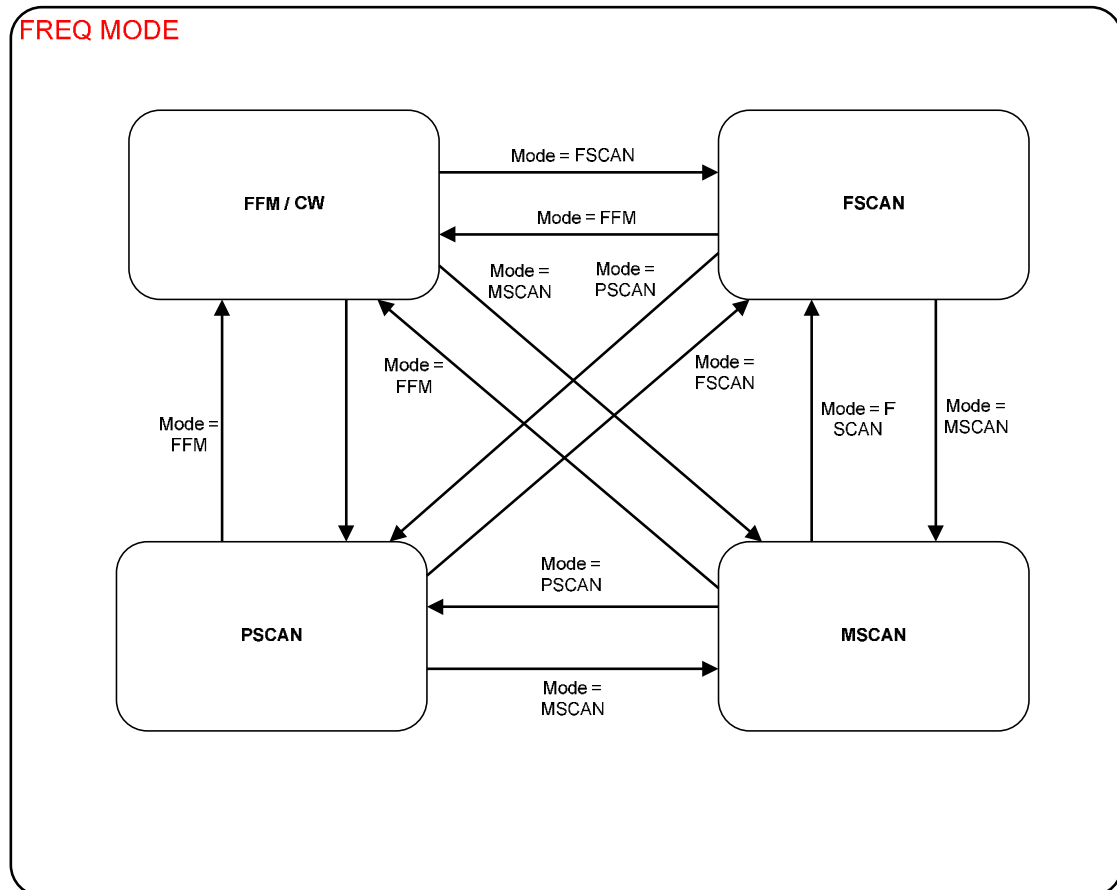 FREQ MODE
Mode = FSCAN
FFM / CW
FSCAN
Mode = FFM
Mode =
MSCAN
Mode =
PSCAN
Mode =
FFM
Mode =
FSCAN
Mode =
FFM
Mode = F
SCAN
Mode =
MSCAN
Mode =
PSCAN
PSCAN
MSCAN
Mode =
MSCAN